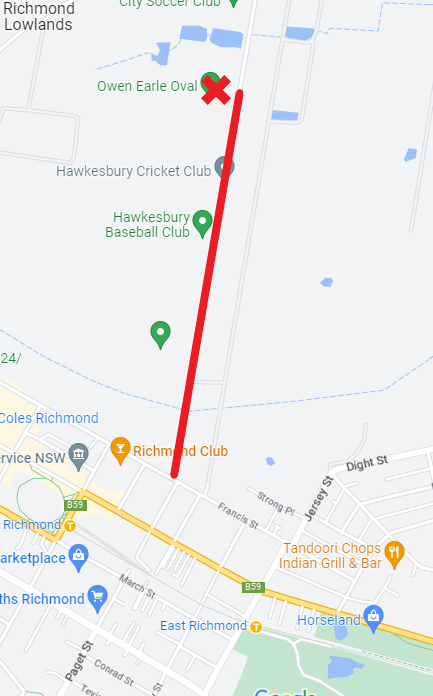 City Soccer Club
Richmond
Lowlands
Owen Earle Oval
Hawkesbury Cricket Club
Hawkesbury
Baseball Club
24/
Coles Richmond
Richmond Club
rvice NSW
B59
Richmond
T
Strong Pl
Francis St
Jersey St
Dight St
arketplace
Tandoori Chops
Indian Grill & Bar
March St
B59
ths Richmond
Horseland
East Richmond
T
Paget St
Conrad St
St
Google